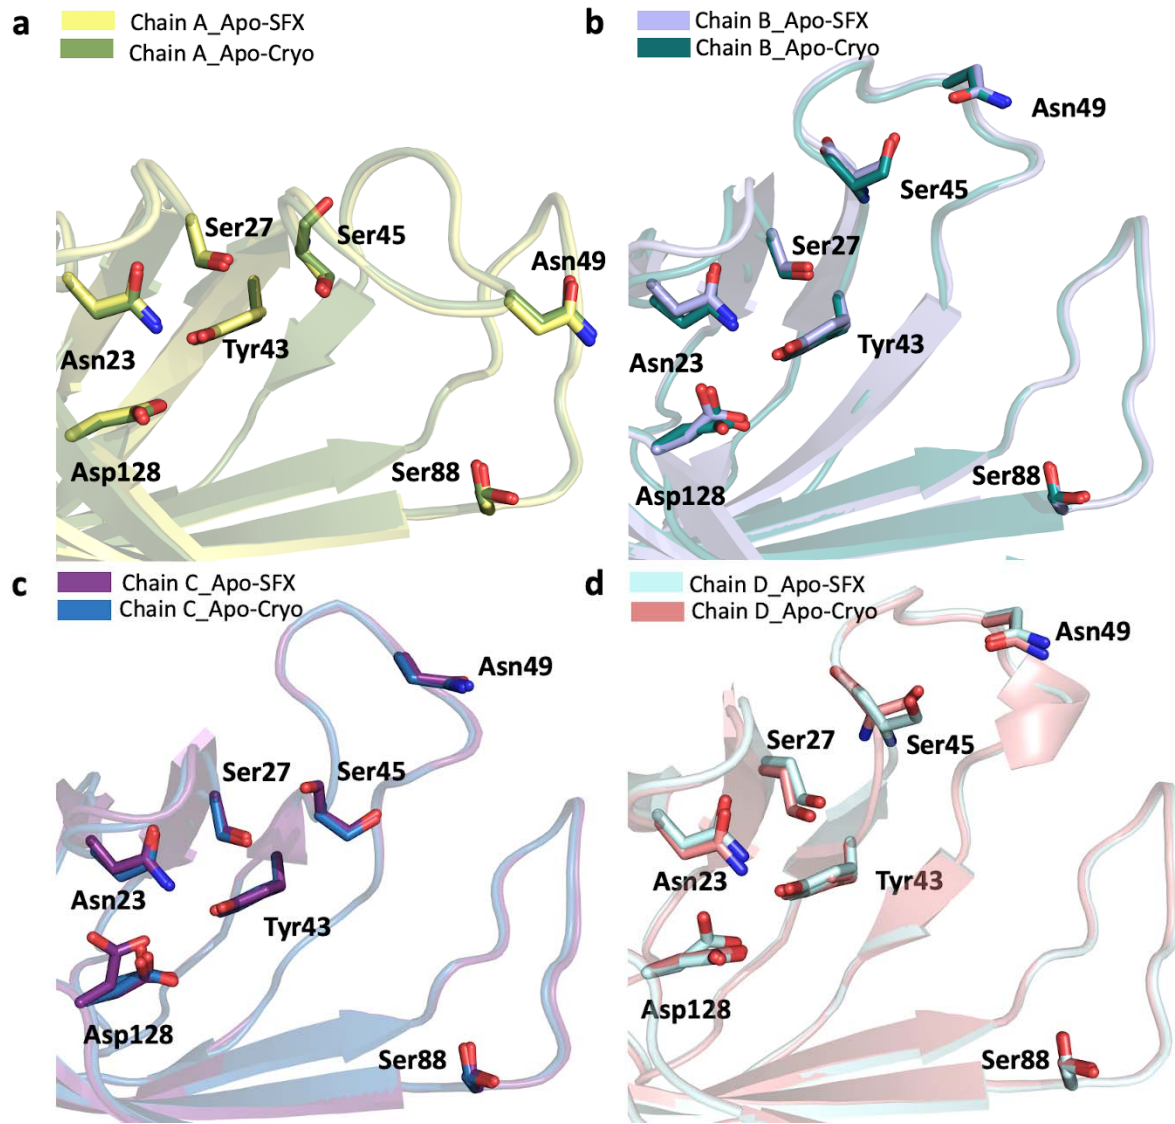 a
Chain A_Apo-SFX
Chain A_Apo-Cryo
Ser27
Ser45
Asn49
Asn23
Tyr43
Asp128
Ser88
b
Chain B_Apo-SFX
Chain B_Apo-Cryo
Asn49
Ser45
Ser27
Tyr43
Asn23
Asp128
Ser88
c
Chain C_Apo-SFX
Chain C_Apo-Cryo
Asn49
Ser27
Ser45
Asn23
Tyr43
Asp128
Ser88
d
Chain D_Apo-SFX
Chain D_Apo-Cryo
Asn49
Ser27
Ser45
Asn23
Tyr43
Asp128
Ser88